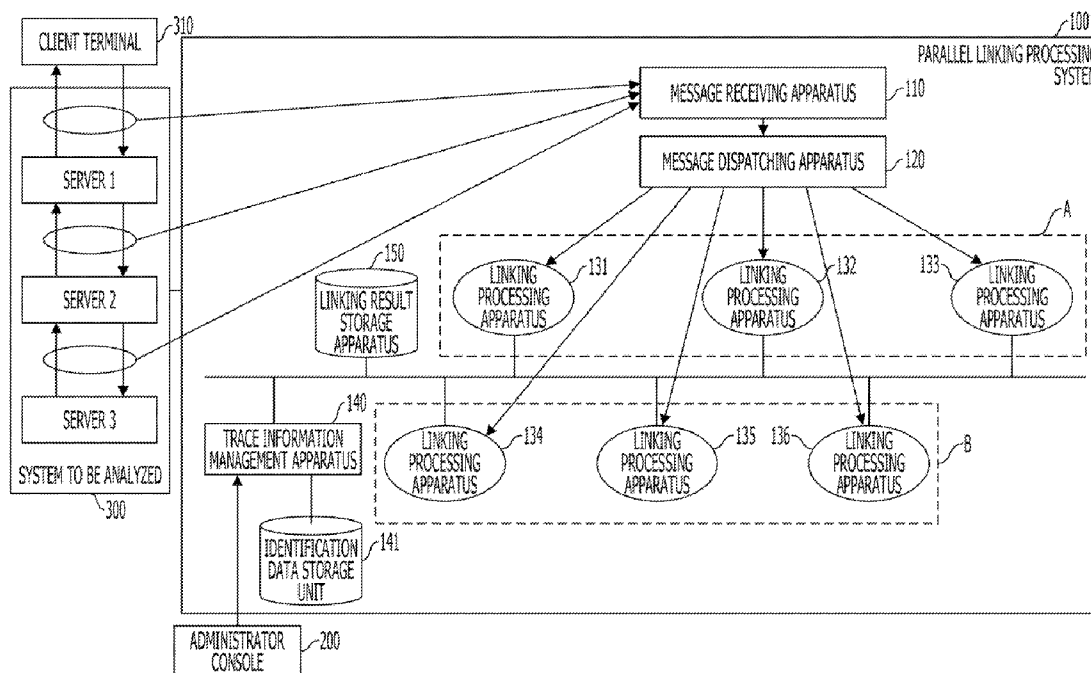 CLIENT TERMINAL
310
100
PARALLEL LINKING PROCESSING
SYSTEM
MESSAGE RECEIVING APPARATUS
110
MESSAGE DISPATCHING APPARATUS
120
SERVER 1
SERVER 2
SERVER 3
SYSTEM TO BE ANALYZED
300
A
150
LINKING RESULT
STORAGE
APPARATUS
LINKING
PROCESSING
APPARATUS
131
LINKING
PROCESSING
APPARATUS
132
133
LINKING
PROCESSING
APPARATUS
140
TRACE INFORMATION
MANAGEMENT APPARATUS
LINKING
PROCESSING
APPARATUS
134
LINKING
PROCESSING
APPARATUS
135
136
LINKING
PROCESSING
APPARATUS
B
IDENTIFICATION
DATA STORAGE
UNIT
141
ADMINISTRATOR
CONSOLE
200